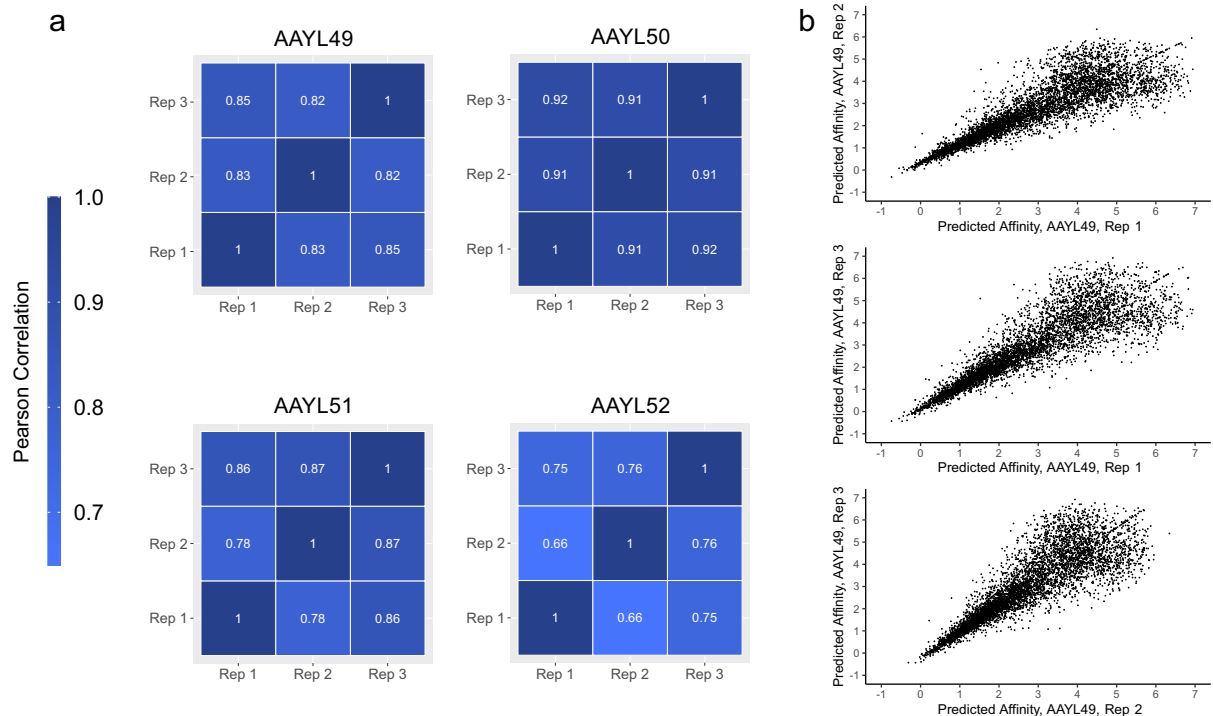 a
AAYL49
Rep 3 0.85 0.82 1
Rep 2 0.83 1 0.82
Rep 1 1 0.83 0.85
Rep 1 Rep 2 Rep 3
AAYL50
Rep 3 0.92 0.91 1
Rep 2 0.91 1 0.91
Rep 1 1 0.91 0.92
Rep 1 Rep 2 Rep 3
Pearson Correlation
1.0
0.9
0.8
0.7
AAYL51
Rep 3 0.86 0.87 1
Rep 2 0.78 1 0.87
Rep 1 1 0.78 0.86
Rep 1 Rep 2 Rep 3
AAYL52
Rep 3 0.75 0.76 1
Rep 2 0.66 1 0.76
Rep 1 1 0.66 0.75
Rep 1 Rep 2 Rep 3
b
Predicted Affinity, AAYL49, Rep 2
7
6
5
4
3
2
1
0
-1
-1 0 1 2 3 4 5 6 7
Predicted Affinity, AAYL49, Rep 1
Predicted Affinity, AAYL49, Rep 3
7
6
5
4
3
2
1
0
-1
-1 0 1 2 3 4 5 6 7
Predicted Affinity, AAYL49, Rep 1
Predicted Affinity, AAYL49, Rep 3
7
6
5
4
3
2
1
0
-1
-1 0 1 2 3 4 5 6 7
Predicted Affinity, AAYL49, Rep 2